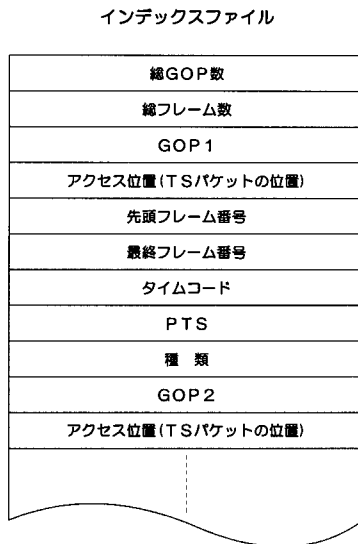 インデックスファイル
総GOP数
総フレーム数
GOP1
アクセス位置(TSパケットの位置)
先頭フレーム番号
最終フレーム番号
タイムコード
PTS
種 類
GOP2
アクセス位置(TSパケットの位置)